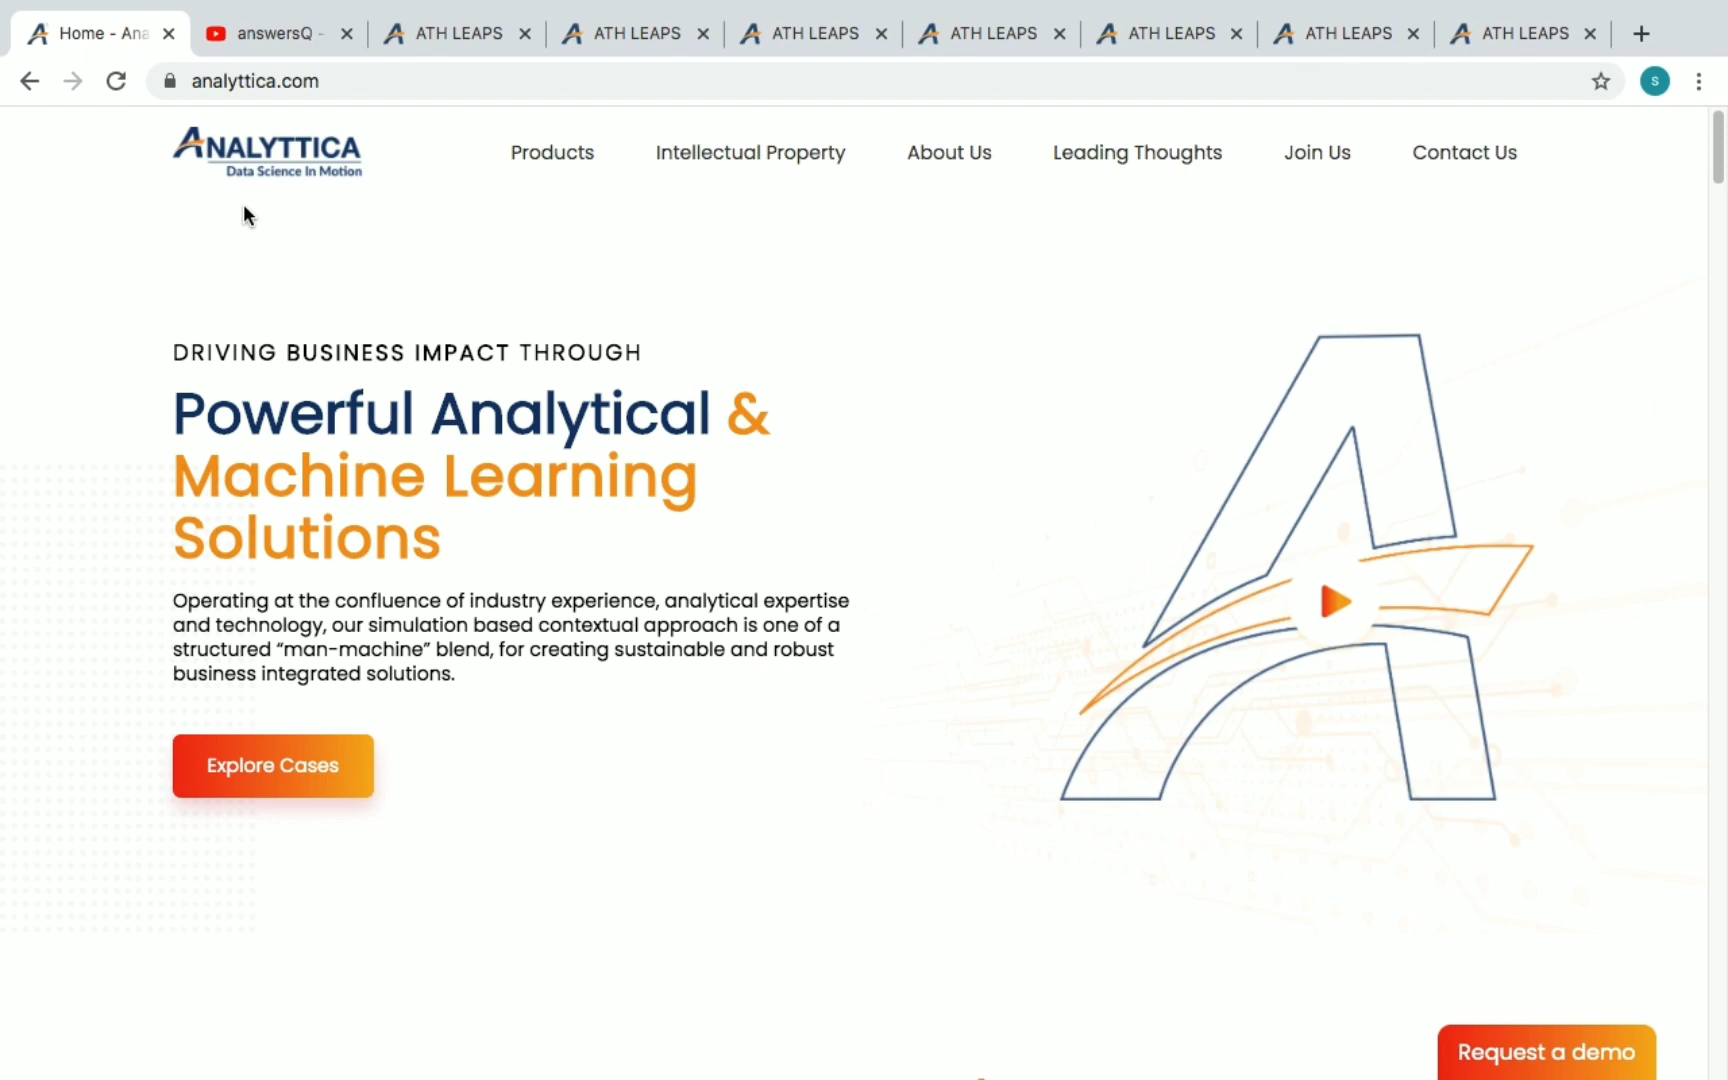 Home - Ana
answersQ -
ATH LEAPS
ATH LEAPS
ATH LEAPS
ATH LEAPS
ATH LEAPS
ATH LEAPS
ATH LEAPS
analyttica.com
S
ANALYTTICA
Data Science In Motion
Products
Intellectual Property
About Us
Leading Thoughts
Join Us
Contact Us
DRIVING BUSINESS IMPACT THROUGH
Powerful Analytical &
Machine Learning
Solutions
Operating at the confluence of industry experience, analytical expertise
and technology, our simulation based contextual approach is one of a
structured “man-machine” blend, for creating sustainable and robust
business integrated solutions.
Explore Cases
Request a demo